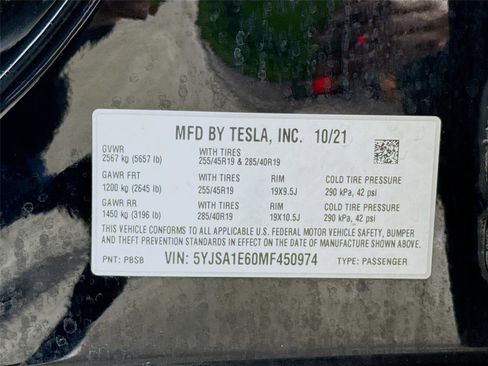 MFD BY TESLA, INC. 10/21
GVWR WITH TIRES
2567 kg (5657 lb) 255/45R19 & 285/40R19
GAWR FRT WITH TIRES RIM COLD TIRE PRESSURE
1200 kg (2645 lb) 255/45R19 19X9.5J 290 kPa, 42 psi
GAWR RR WITH TIRES RIM COLD TIRE PRESSURE
1450 kg (3196 lb) 285/40R19 19X10.5J 290 kPa, 42 psi
THIS VEHICLE CONFORMS TO ALL APPLICABLE U.S. FEDERAL MOTOR VEHICLE SAFETY, BUMPER
AND THEFT PREVENTION STANDARDS IN EFFECT ON THE DATE OF MANUFACTURE SHOWN ABOVE.
PNT: PBSB VIN: 5YJSA1E60MF450974 TYPE: PASSENGER